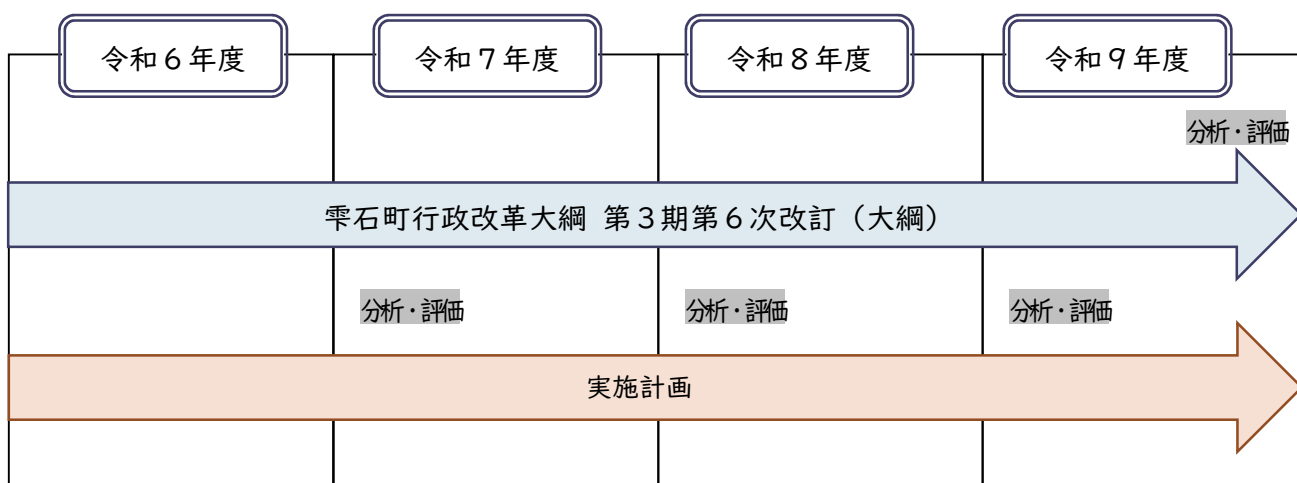 令和６年度
令和７年度
令和８年度
令和９年度
分析・評価
雫石町行政改革大綱 第３期第６次改訂（大綱）
分析・評価
分析・評価
分析・評価
実施計画